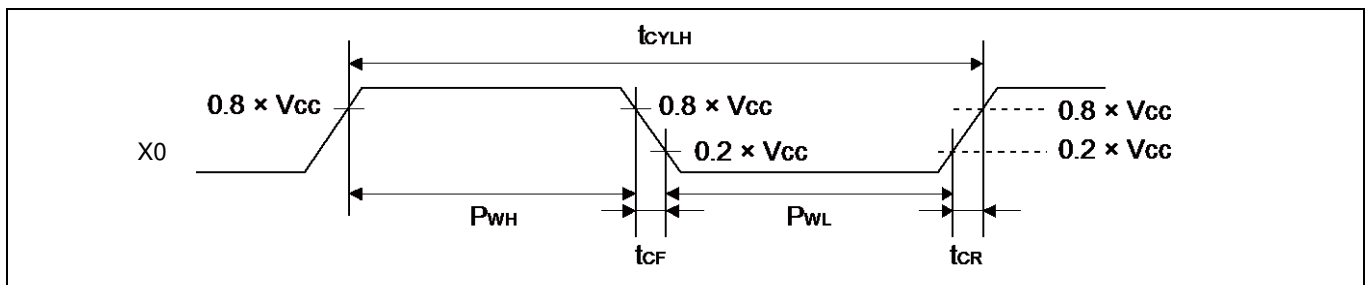 tCYLH
0.8 × VCC
0.8 × VCC
0.8 × VCC
X0
0.2 × VCC
0.2 × VCC
PWH
PWL
tCF
tCR